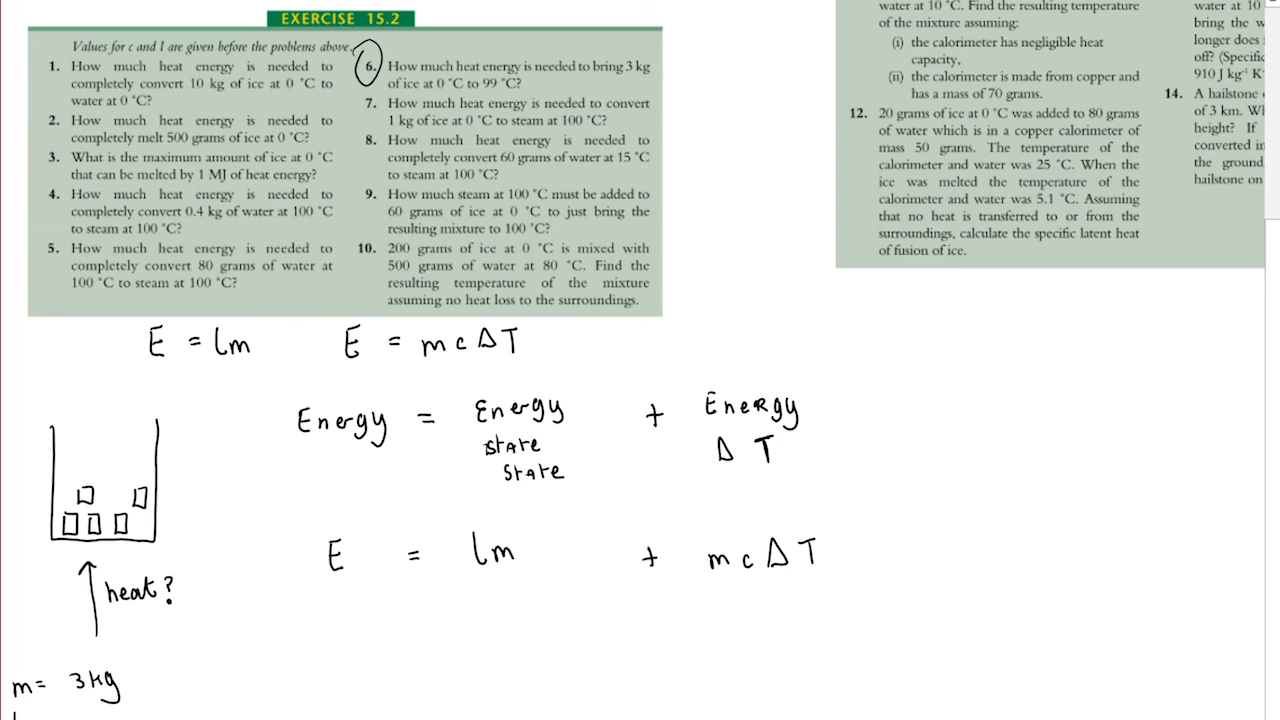 EXERCISE 15.2
Values for c and l are given before the problems above.
1. How much heat energy is needed to
completely convert 10 kg of ice at 0 °C to
water at 0 °C?
2. How much heat energy is needed to
completely melt 500 grams of ice at 0 °C?
3. What is the maximum amount of ice at 0 °C
that can be melted by 1 MJ of heat energy?
4. How much heat energy is needed to
completely convert 0.4 kg of water at 100 °C
to steam at 100 °C?
5. How much heat energy is needed to
completely convert 80 grams of water at
100 °C to steam at 100 °C?
6. How much heat energy is needed to bring 3 kg
of ice at 0 °C to 99 °C?
7. How much heat energy is needed to convert
1 kg of ice at 0 °C to steam at 100 °C?
8. How much heat energy is needed to
completely convert 60 grams of water at 15 °C
to steam at 100 °C?
9. How much steam at 100 °C must be added to
60 grams of ice at 0 °C to just bring the
resulting mixture to 100 °C?
10. 200 grams of ice at 0 °C is mixed with
500 grams of water at 80 °C. Find the
resulting temperature of the mixture
assuming no heat loss to the surroundings.
water at 10 °C. Find the resulting temperature
of the mixture assuming:
(i) the calorimeter has negligible heat
capacity,
(ii) the calorimeter is made from copper and
has a mass of 70 grams.
12. 20 grams of ice at 0 °C was added to 80 grams
of water which is in a copper calorimeter of
mass 50 grams. The temperature of the
calorimeter and water was 25 °C. When the
ice was melted the temperature of the
calorimeter and water was 5.1 °C. Assuming
that no heat is transferred to or from the
surroundings, calculate the specific latent heat
of fusion of ice.
water at 10
bring the w
longer does
off? (Specific
910 J kg⁻¹ K
14. A hailstone
of 3 km. Wh
height? If
converted in
the ground
hailstone on
E = lm E = mcΔT
Energy = Energy + Energy
state ΔT
state
E = lm + mcΔT
heat?
m = 3kg